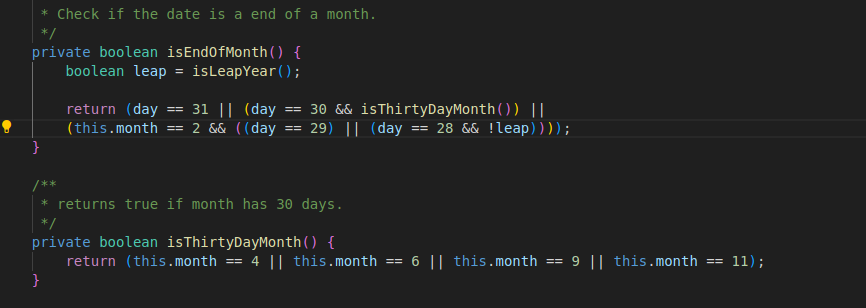 * Check if the date is a end of a month.
*/
private boolean isEndOfMonth() {
boolean leap = isLeapYear();
return (day == 31 || (day == 30 && isThirtyDayMonth()) ||
(this.month == 2 && ((day == 29) || (day == 28 && !leap))));
}
/**
* returns true if month has 30 days.
*/
private boolean isThirtyDayMonth() {
return (this.month == 4 || this.month == 6 || this.month == 9 || this.month == 11);
}